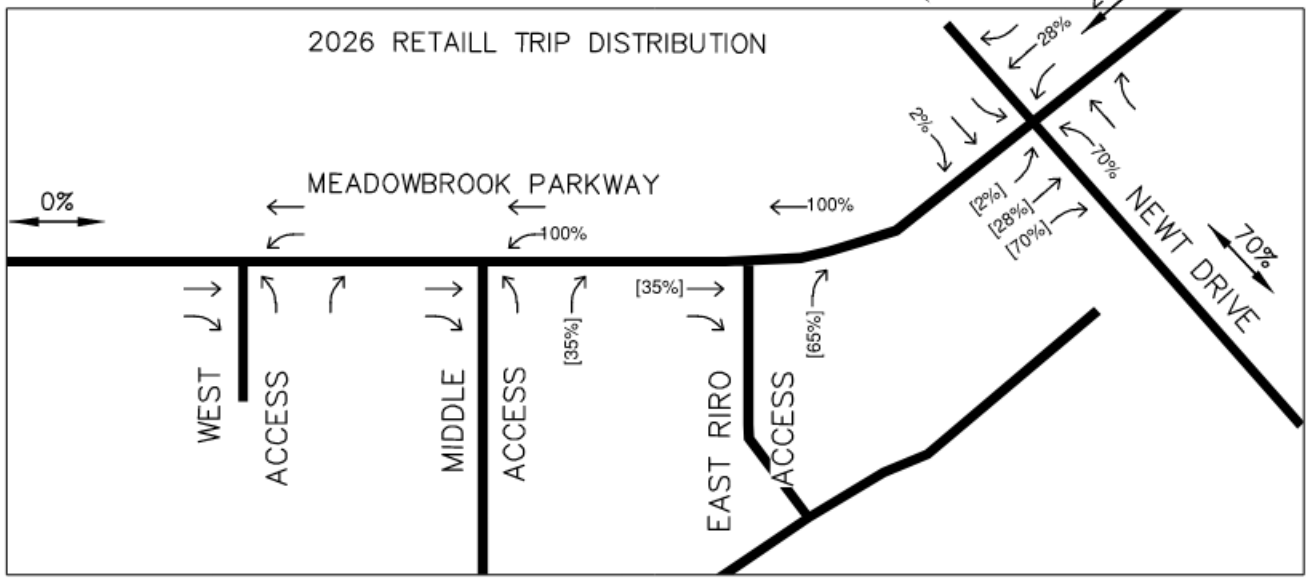 2026 RETAILL TRIP DISTRIBUTION
28%
2%
70%
MEADOWBROOK PARKWAY
0%
100%
100%
[2%]
[28%]
[70%]
NEWT DRIVE
70%
[35%]
[35%]
[65%]
WEST
ACCESS
MIDDLE
ACCESS
EAST RIRO
ACCESS